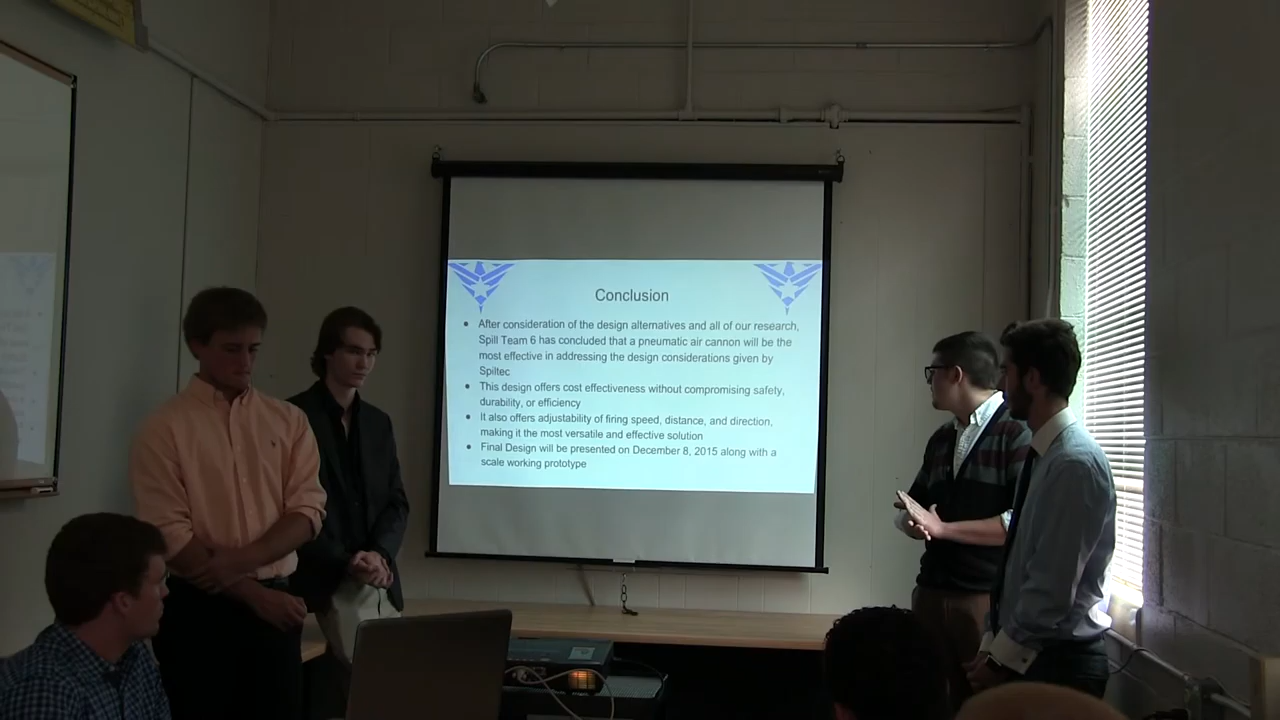 Conclusion
● After consideration of the design alternatives and all of our research,
Spill Team 6 has concluded that a pneumatic air cannon will be the
most effective in addressing the design considerations given by
Spiltec
● This design offers cost effectiveness without compromising safety,
durability, or efficiency
● It also offers adjustability of firing speed, distance, and direction,
making it the most versatile and effective solution
● Final Design will be presented on December 8, 2015 along with a
scale working prototype